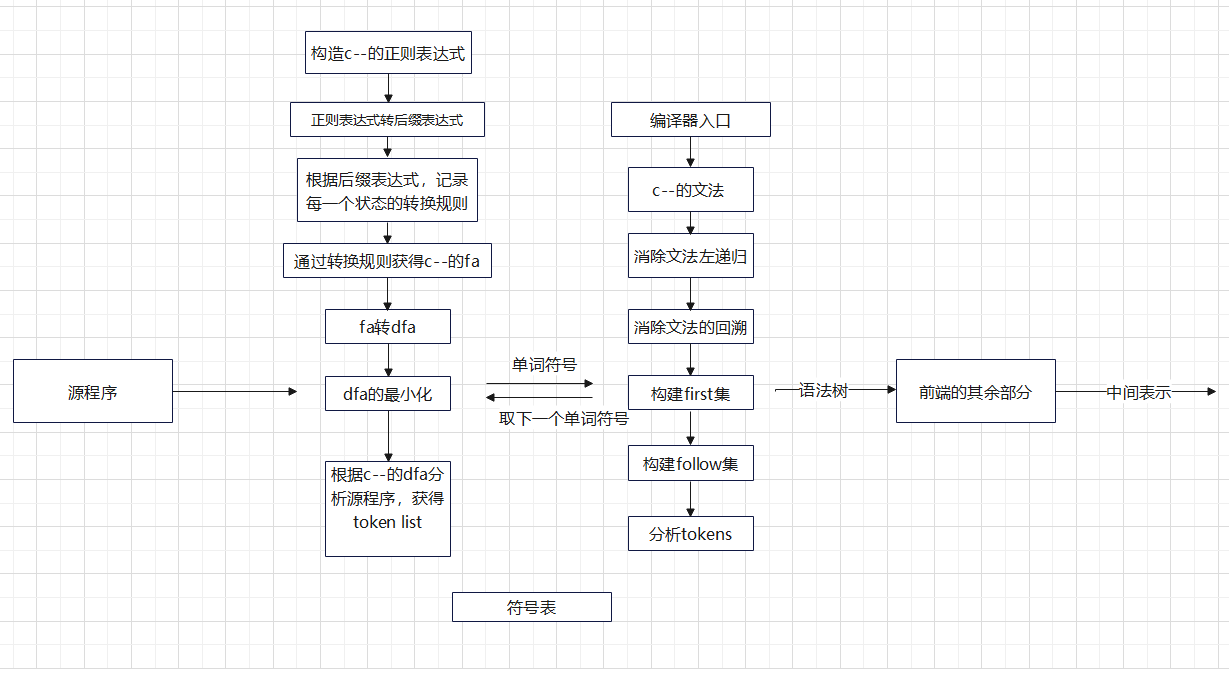 构造c--的正则表达式
正则表达式转后缀表达式
根据后缀表达式，记录
每一个状态的转换规则
通过转换规则获得c--的fa
fa转dfa
源程序
dfa的最小化
根据c--的dfa分
析源程序，获得
token list
单词符号
取下一个单词符号
编译器入口
c--的文法
消除文法左递归
消除文法的回溯
构建first集
构建follow集
分析tokens
语法树
前端的其余部分
中间表示
符号表